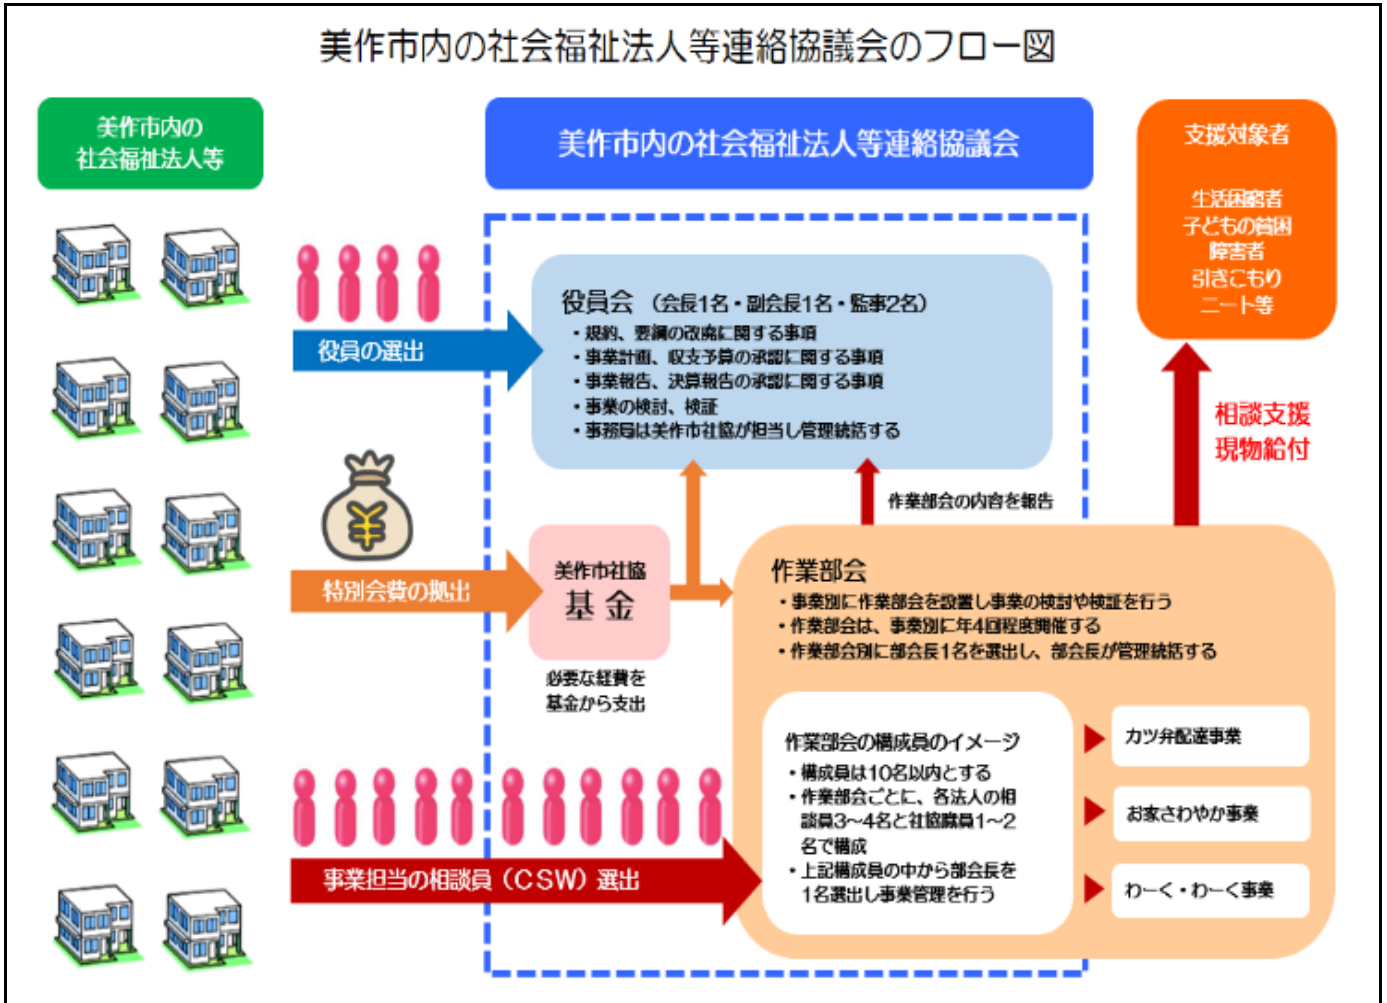 美作市内の社会福祉法人等連絡協議会のフロー図
美作市内の
社会福祉法人等
美作市内の社会福祉法人等連絡協議会
支援対象者
生活困窮者
子どもの貧困
障害者
引きこもり
ニート等
役員の選出
役員会 （会長1名・副会長1名・監事2名）
・規約、要綱の改廃に関する事項
・事業計画、収支予算の承認に関する事項
・事業報告、決算報告の承認に関する事項
・事業の検討、検証
・事務局は美作市社協が担当し管理統括する
相談支援
現物給付
作業部会の内容を報告
特別会費の拠出
美作市社協
基 金
必要な経費を
基金から支出
作業部会
・事業別に作業部会を設置し事業の検討や検証を行う
・作業部会は、事業別に年4回程度開催する
・作業部会別に部会長1名を選出し、部会長が管理統括する
作業部会の構成員のイメージ
・構成員は10名以内とする
・作業部会ごとに、各法人の相
談員3～4名と社協職員1～2
名で構成
・上記構成員の中から部会長を
1名選出し事業管理を行う
カツ弁配達事業
お家さわやか事業
わーく・わーく事業
事業担当の相談員（CSW）選出